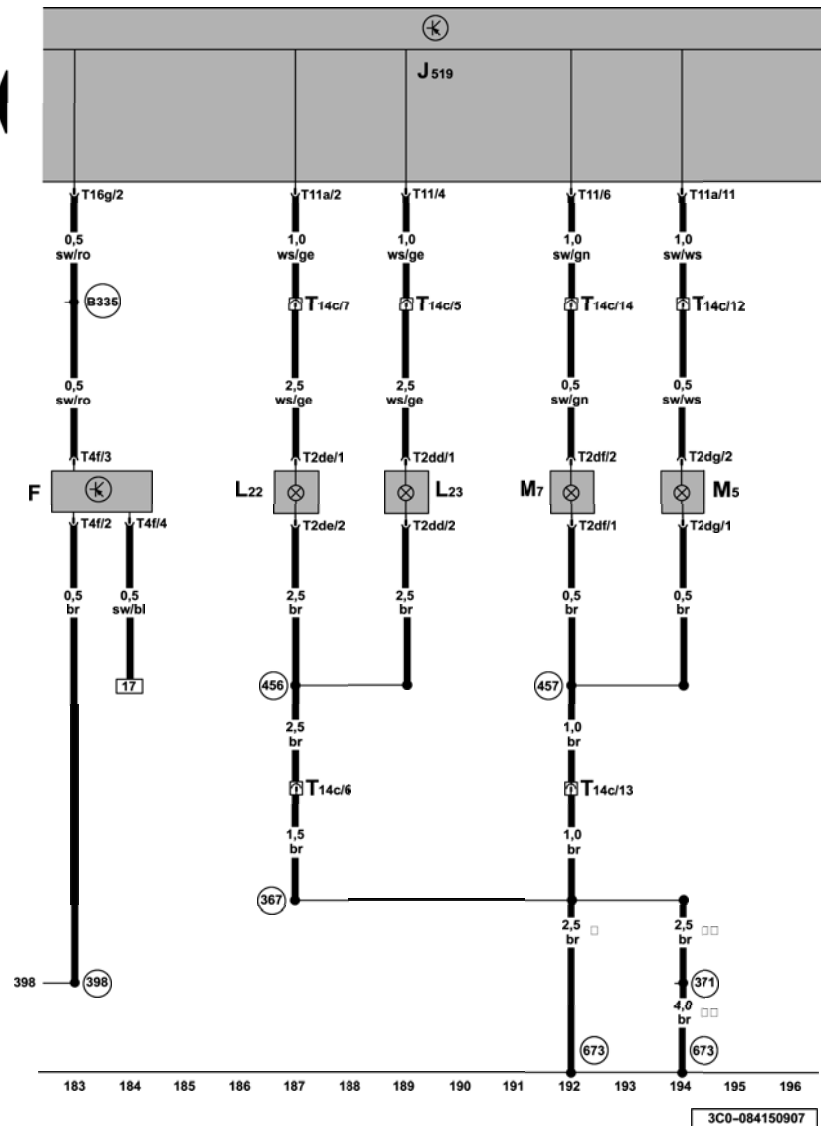 J519
T16g/2 T11a/2 T11/4 T11/6 T11a/11
0,5 1,0 1,0 1,0 1,0
sw/ro ws/ge ws/ge sw/gn sw/ws
B335 T14c/7 T14c/5 T14c/14 T14c/12
0,5 2,5 2,5 0,5 0,5
sw/ro ws/ge ws/ge sw/gn sw/ws
T4f/3 T2de/1 T2dd/1 T2df/2 T2dg/2
F L22 L23 M7 M5
T4f/2 T4f/4 T2de/2 T2dd/2 T2df/1 T2dg/1
0,5 0,5 2,5 2,5 0,5 0,5
br sw/bl br br br br
17 456 457
2,5 1,0
br br
T14c/6 T14c/13
1,5 1,0
br br
367
2,5 2,5
br br
398 398 371
4,0
br
673 673
183 184 185 186 187 188 189 190 191 192 193 194 195 196
3C0-084150907